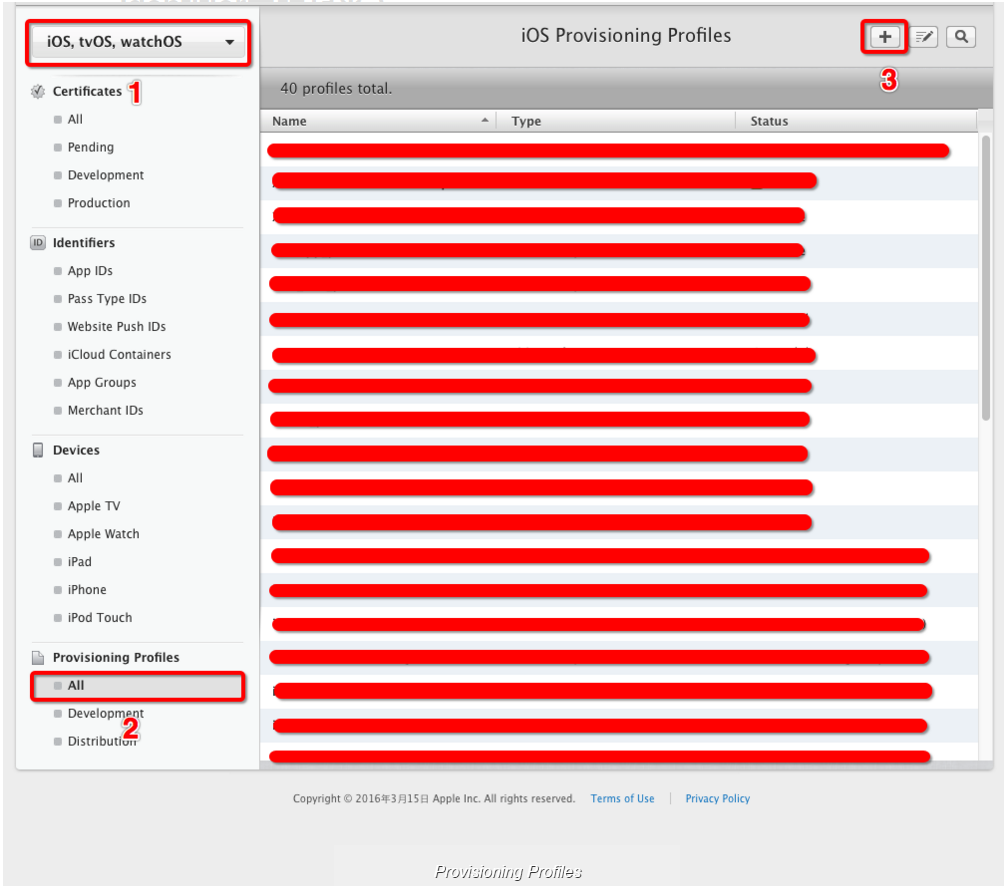 iOS, tvOS, watchOS
iOS Provisioning Profiles
3
Certificates 1
All
Pending
Development
Production
Identifiers
App IDs
Pass Type IDs
Website Push IDs
iCloud Containers
App Groups
Merchant IDs
Devices
All
Apple TV
Apple Watch
iPad
iPhone
iPod Touch
Provisioning Profiles
All
Development
2
Distribution
40 profiles total.
Name Type Status
Copyright © 2016年3月15日 Apple Inc. All rights reserved. Terms of Use Privacy Policy
Provisioning Profiles